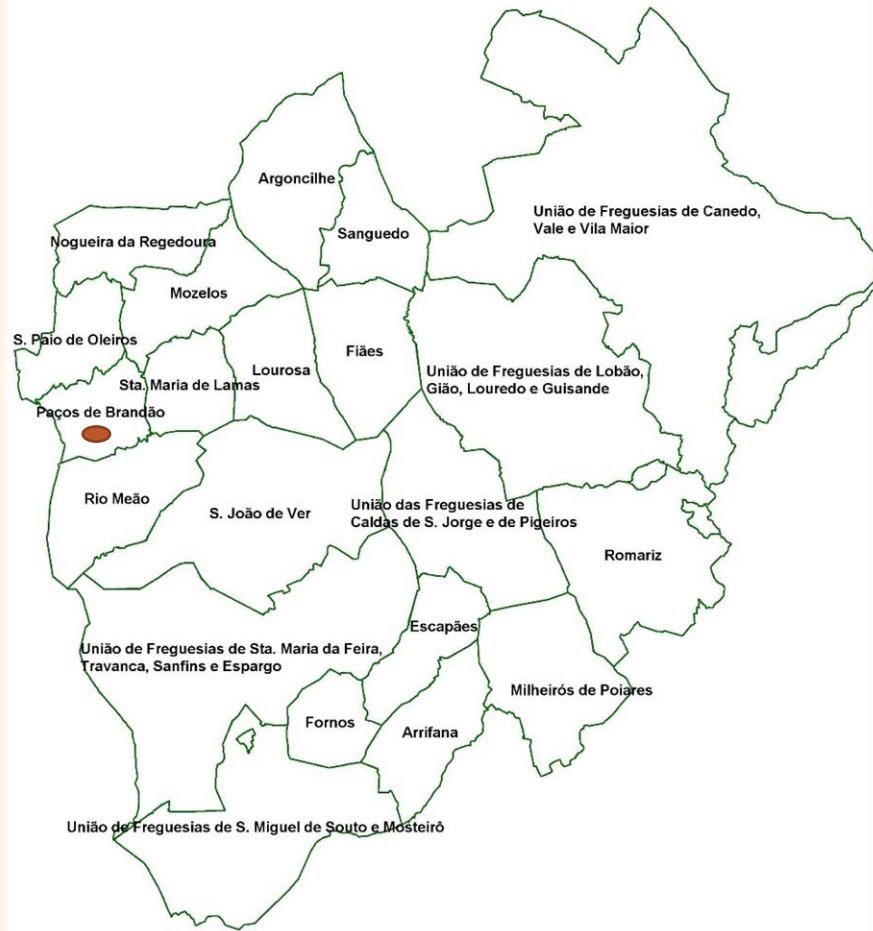 Argoncilhe
União de Freguesias de Canedo,
Vale e Vila Maior
Sanguedo
Nogueira da Regedoura
Mozelos
S. Paio de Oleiros
Fiães
Lourosa
União de Freguesias de Lobão,
Gião, Louredo e Guisande
Sta. Maria de Lamas
Paços de Brandão
Rio Meão
S. João de Ver
União das Freguesias de
Caldas de S. Jorge e de Pigeiros
Romariz
Escapães
União de Freguesias de Sta. Maria da Feira,
Travanca, Sanfins e Espargo
Milheirós de Poiares
Fornos
Arrifana
União de Freguesias de S. Miguel de Souto e Mosteirô